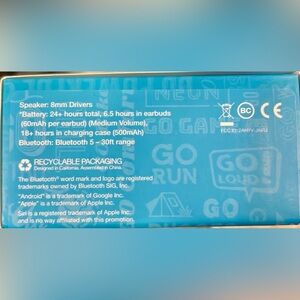 Speaker: 8mm Drivers
*Battery: 24+ hours total, 6.5 hours in earbuds
(60mAh per earbud) (Medium Volume),
18+ hours in charging case (500mAh)
Bluetooth: Bluetooth 5 – 30ft range
BC
CE
RECYCLABLE PACKAGING
Designed in California. Assembled in China.
The Bluetooth® word mark and logo are registered
trademarks owned by Bluetooth SIG, Inc.
"Android" is a trademark of Google Inc.
"Apple" is a trademark of Apple Inc.
Siri is a registered trademark of Apple Inc.
and is no way affiliated with this promotion.
GO
RUN
GO
LOUD